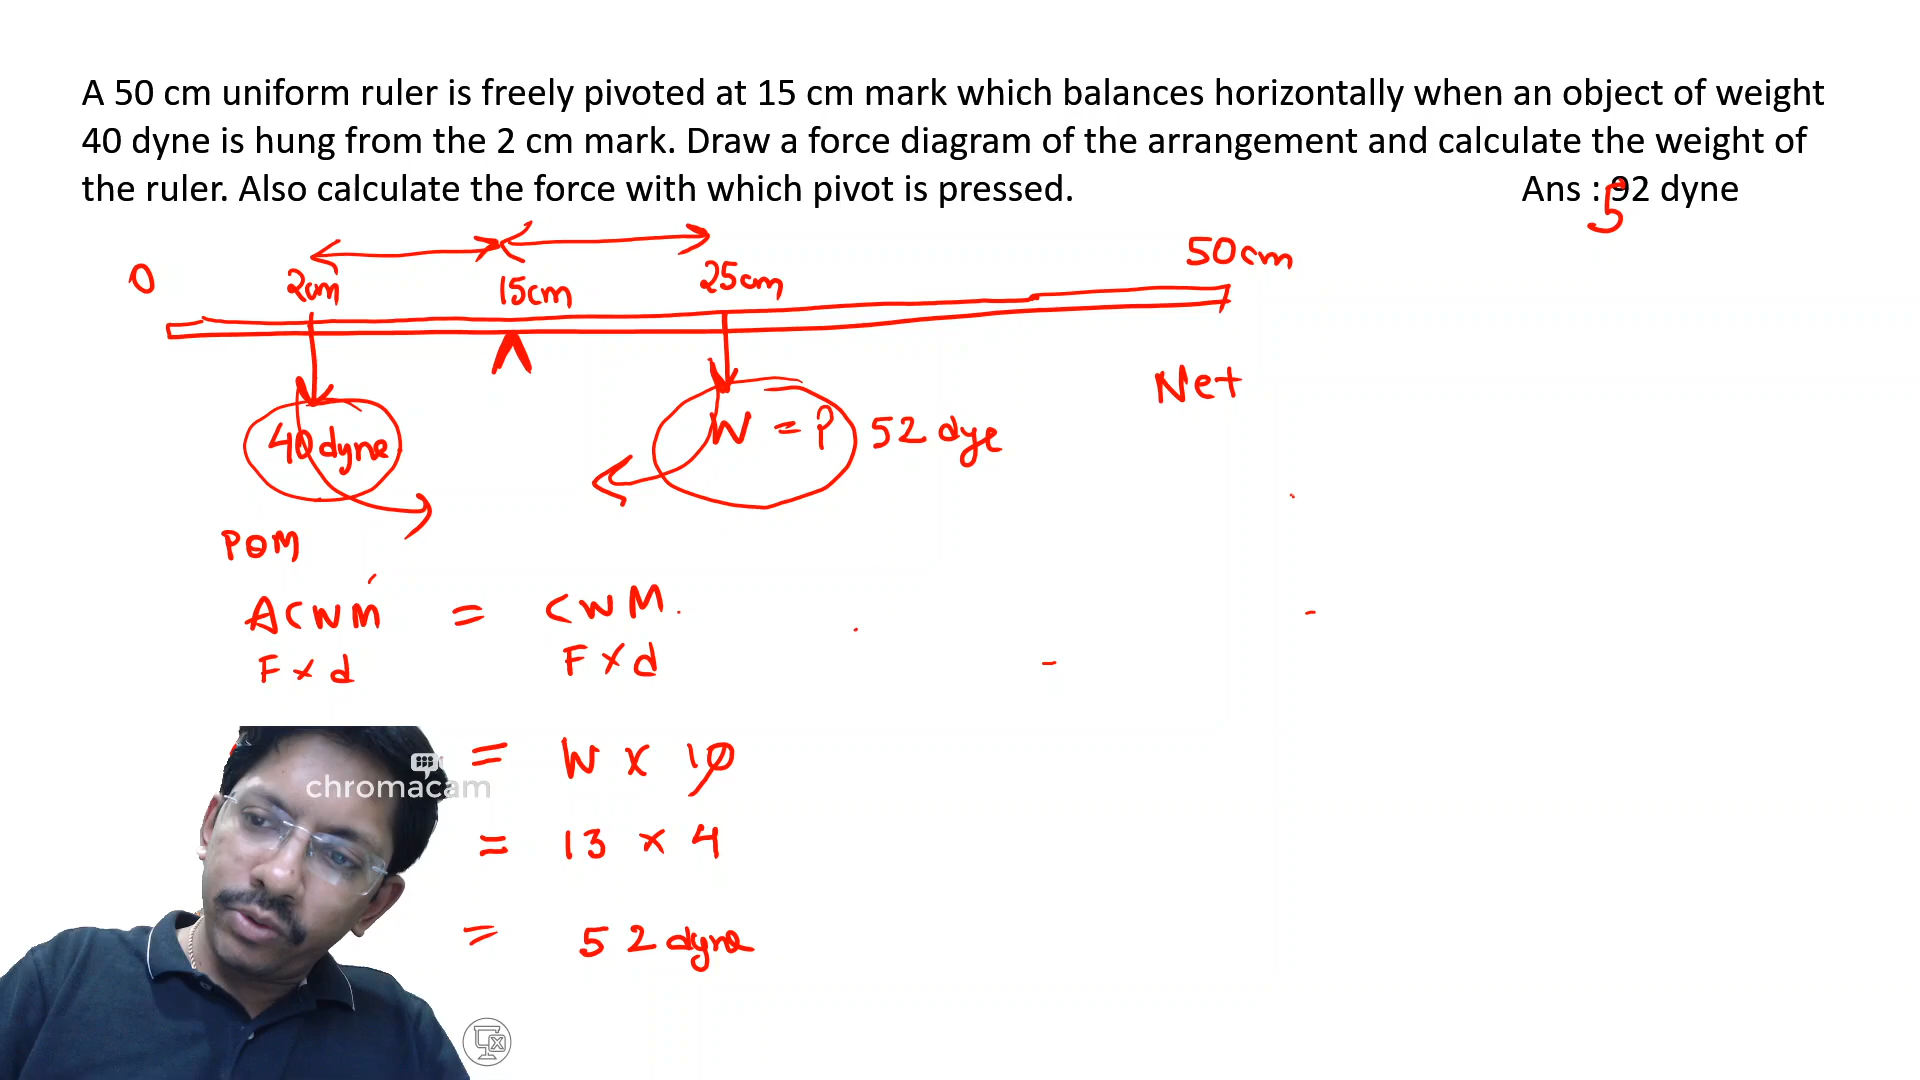 A 50 cm uniform ruler is freely pivoted at 15 cm mark which balances horizontally when an object of weight
40 dyne is hung from the 2 cm mark. Draw a force diagram of the arrangement and calculate the weight of
the ruler. Also calculate the force with which pivot is pressed. Ans : 92 dyne
5
0 2cm 15cm 25cm 50cm
Net
40 dyne W = ? 52 dye
POM
ACWM = CWM.
F x d F x d
= W x 10
chromacam
= 13 x 4
= 52 dyne